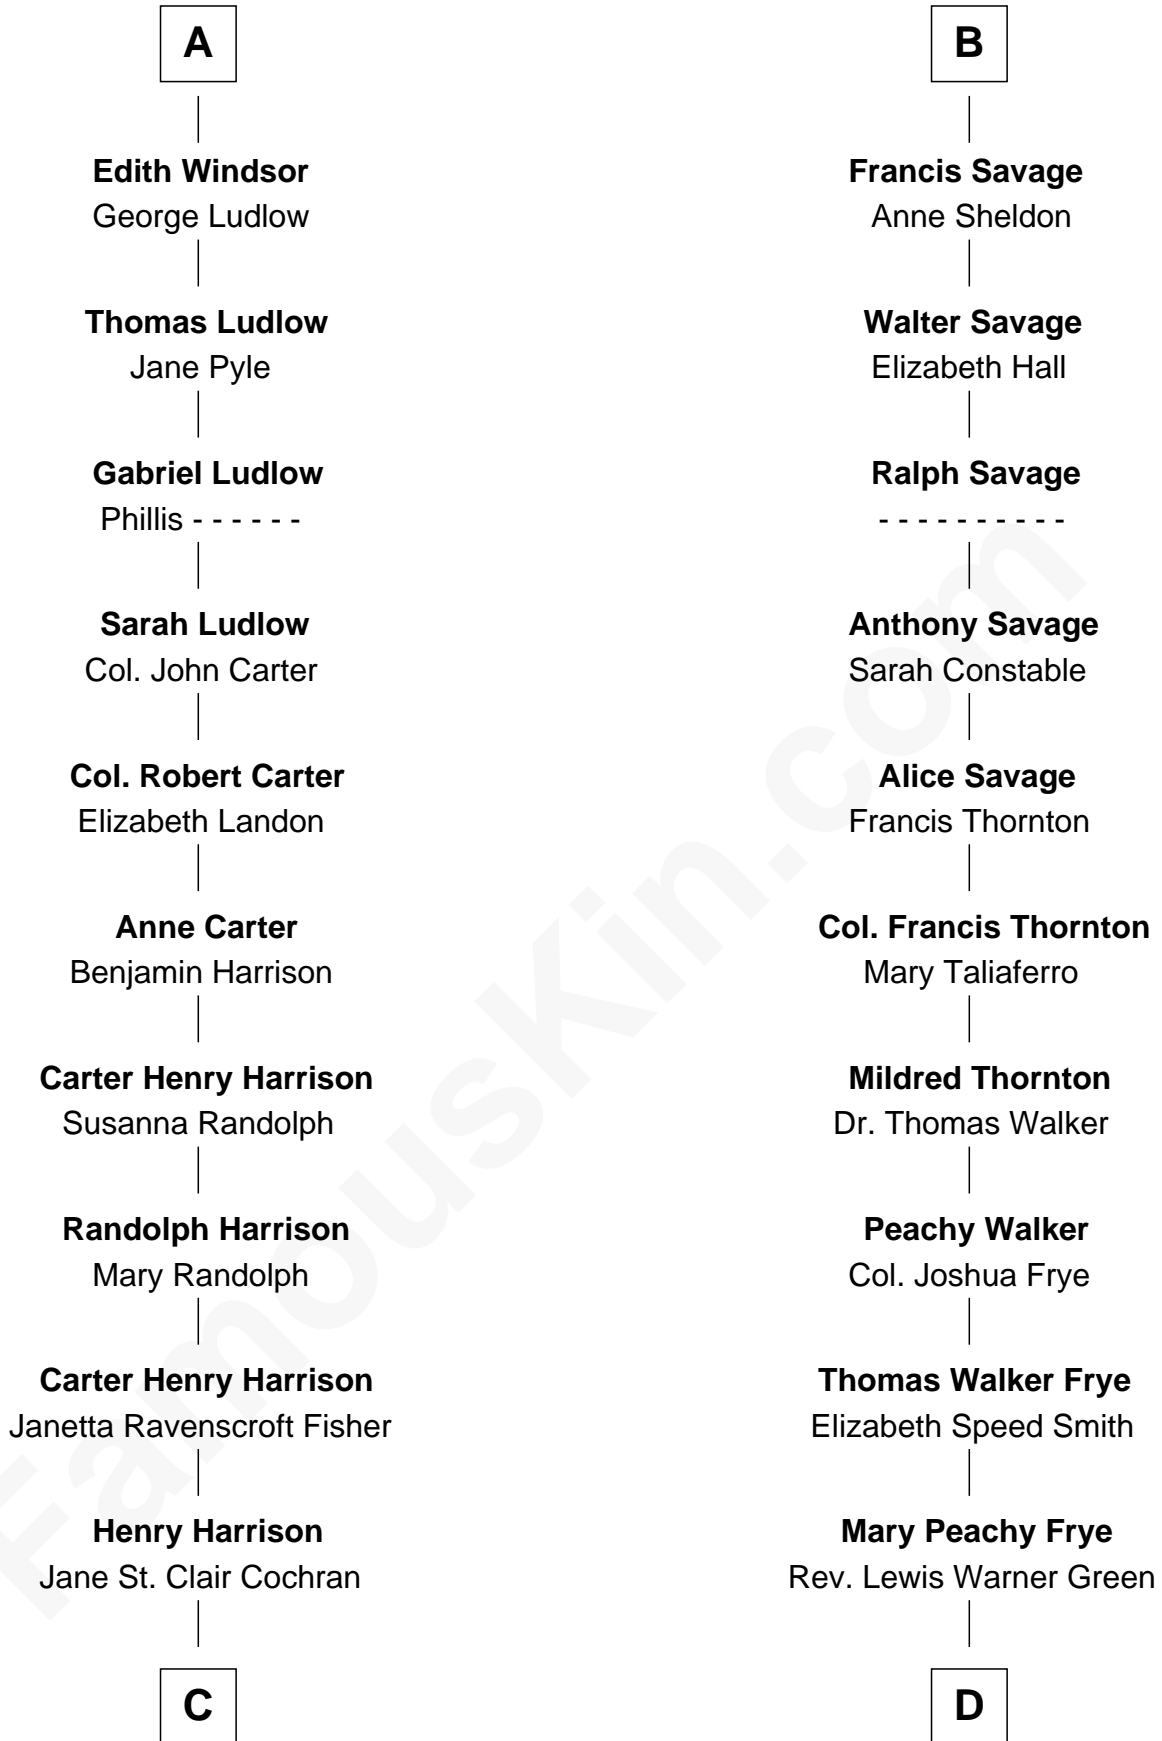 A
Edith Windsor
George Ludlow
Thomas Ludlow
Jane Pyle
Gabriel Ludlow
Phillis - - - - - -
Sarah Ludlow
Col. John Carter
Col. Robert Carter
Elizabeth Landon
Anne Carter
Benjamin Harrison
Carter Henry Harrison
Susanna Randolph
Randolph Harrison
Mary Randolph
Carter Henry Harrison
Janetta Ravenscroft Fisher
Henry Harrison
Jane St. Clair Cochran
C
B
Francis Savage
Anne Sheldon
Walter Savage
Elizabeth Hall
Ralph Savage
- - - - - - - - - -
Anthony Savage
Sarah Constable
Alice Savage
Francis Thornton
Col. Francis Thornton
Mary Taliaferro
Mildred Thornton
Dr. Thomas Walker
Peachy Walker
Col. Joshua Frye
Thomas Walker Frye
Elizabeth Speed Smith
Mary Peachy Frye
Rev. Lewis Warner Green
D
FamousKin.com